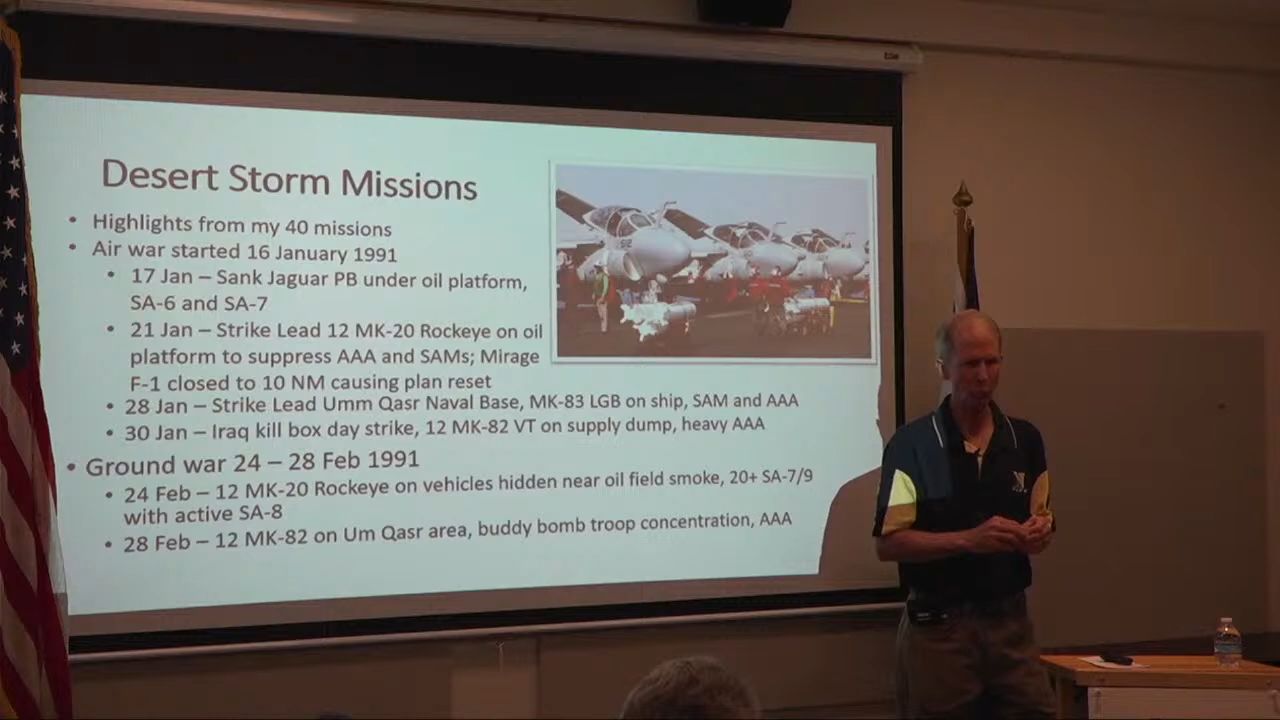 Desert Storm Missions
• Highlights from my 40 missions
• Air war started 16 January 1991
• 17 Jan – Sank Jaguar PB under oil platform,
SA-6 and SA-7
• 21 Jan – Strike Lead 12 MK-20 Rockeye on oil
platform to suppress AAA and SAMs; Mirage
F-1 closed to 10 NM causing plan reset
• 28 Jan – Strike Lead Umm Qasr Naval Base, MK-83 LGB on ship, SAM and AAA
• 30 Jan – Iraq kill box day strike, 12 MK-82 VT on supply dump, heavy AAA
• Ground war 24 – 28 Feb 1991
• 24 Feb – 12 MK-20 Rockeye on vehicles hidden near oil field smoke, 20+ SA-7/9
with active SA-8
• 28 Feb – 12 MK-82 on Um Qasr area, buddy bomb troop concentration, AAA
512